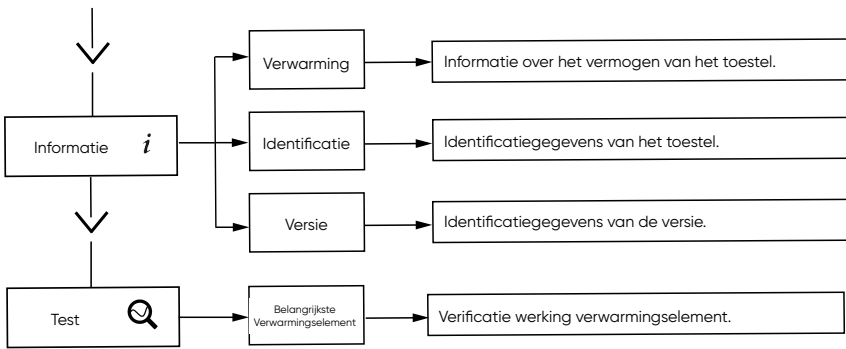 Verwarming
Informatie over het vermogen van het toestel.
Informatie i
Identificatie
Identificatiegegevens van het toestel.
Versie
Identificatiegegevens van de versie.
Test
Belangrijkste
Verwarmingselement
Verificatie werking verwarmingselement.